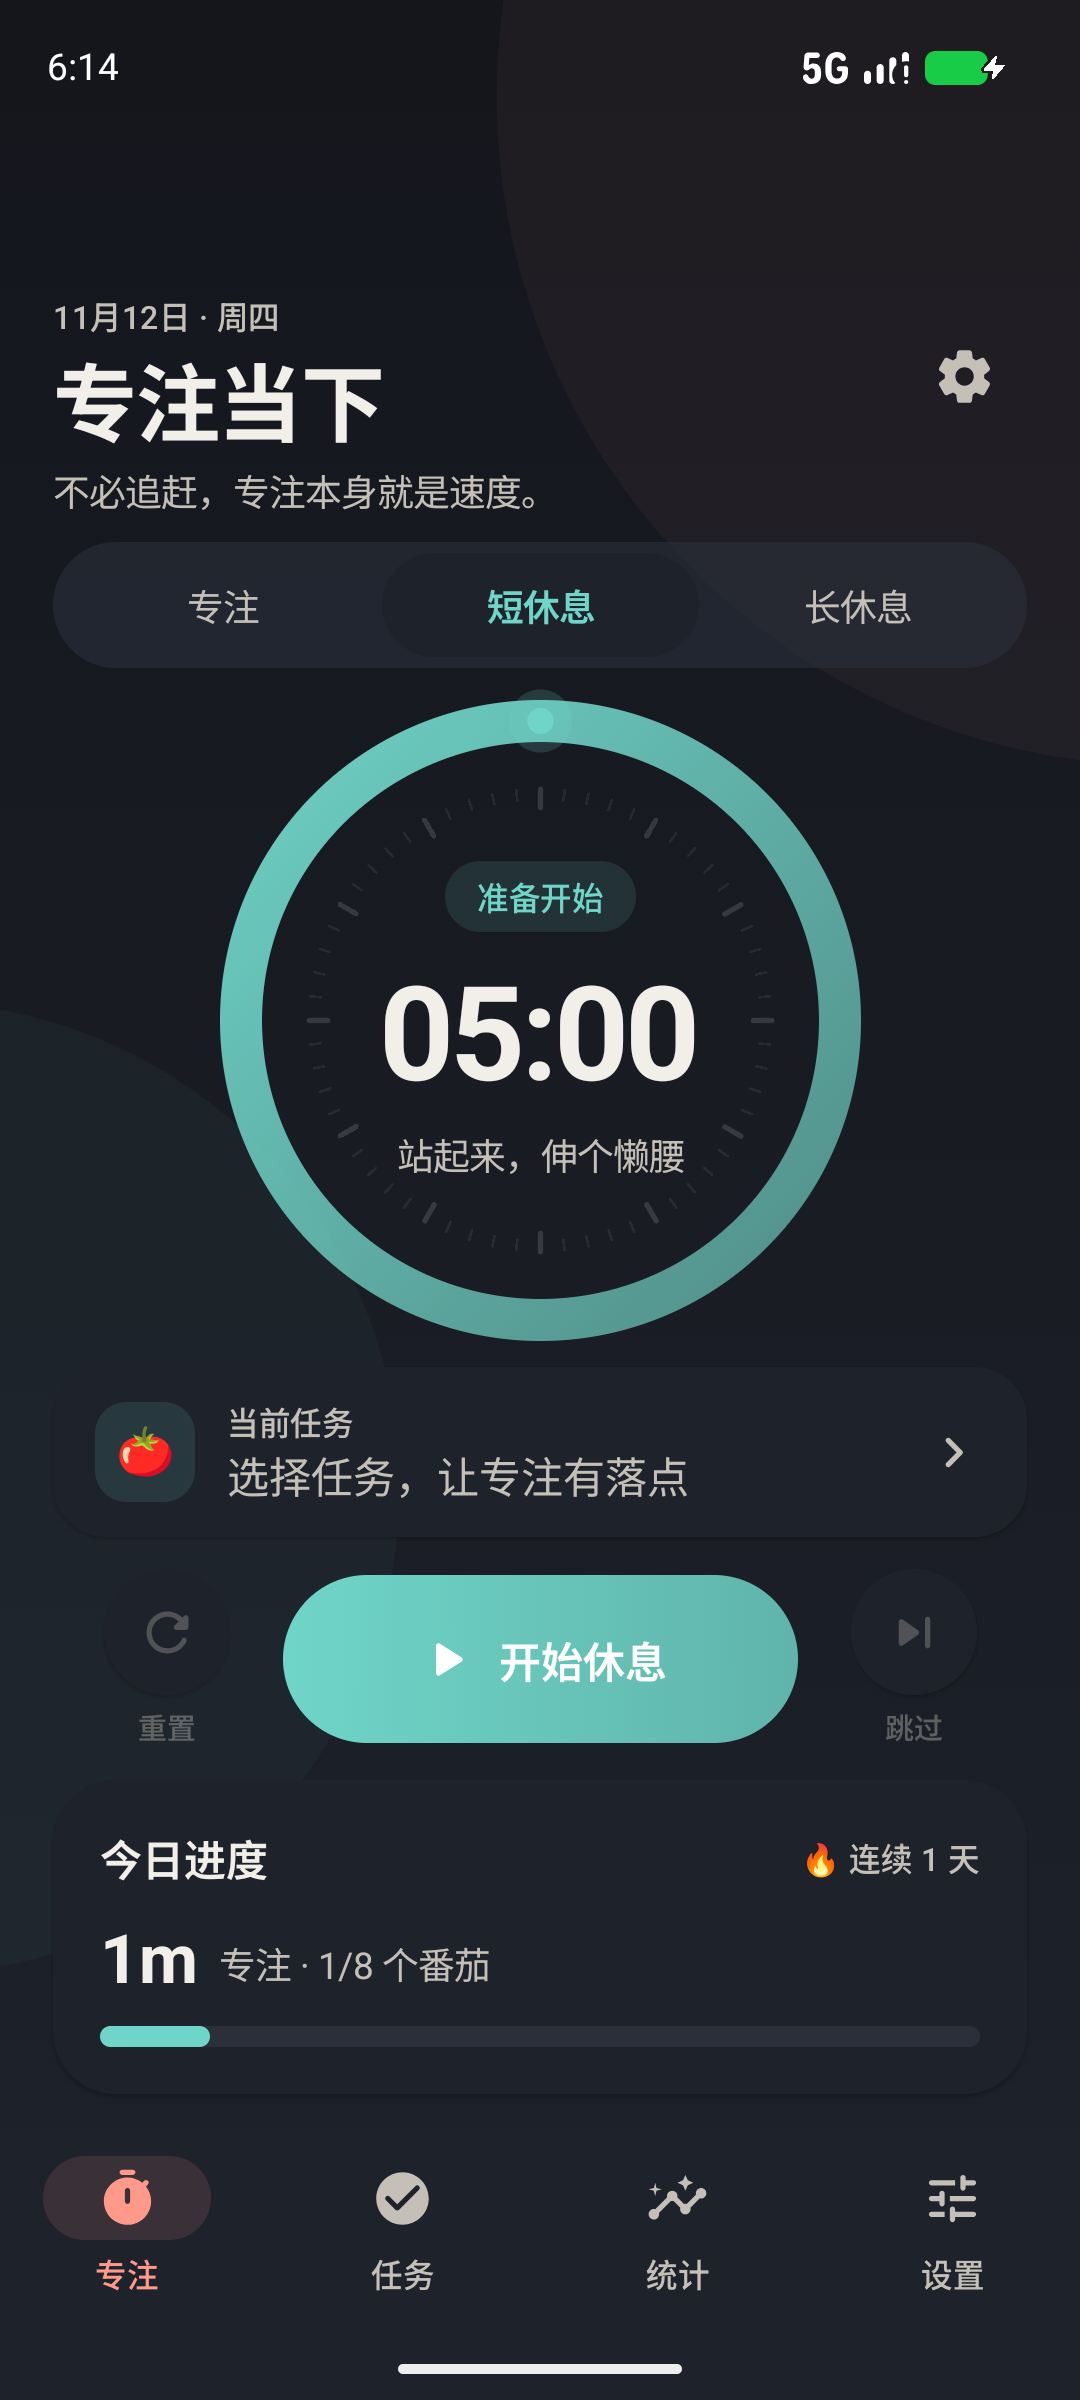 6:14
5G
11月12日 · 周四
专注当下
不必追赶，专注本身就是速度。
专注
短休息
长休息
准备开始
05:00
站起来，伸个懒腰
当前任务
选择任务，让专注有落点
重置
开始休息
跳过
今日进度
🔥 连续 1 天
1m 专注 · 1/8 个番茄
专注
任务
统计
设置